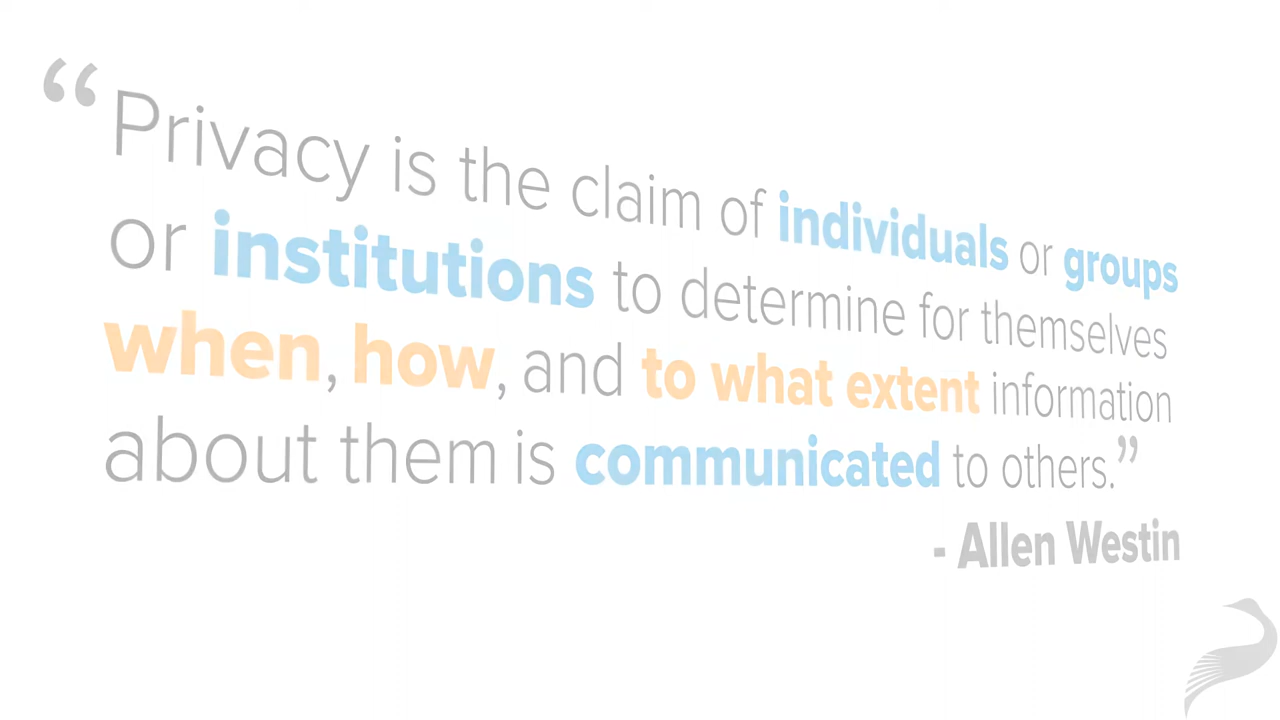 “Privacy is the claim of individuals or groups
or institutions to determine for themselves
when, how, and to what extent information
about them is communicated to others.”
- Allen Westin